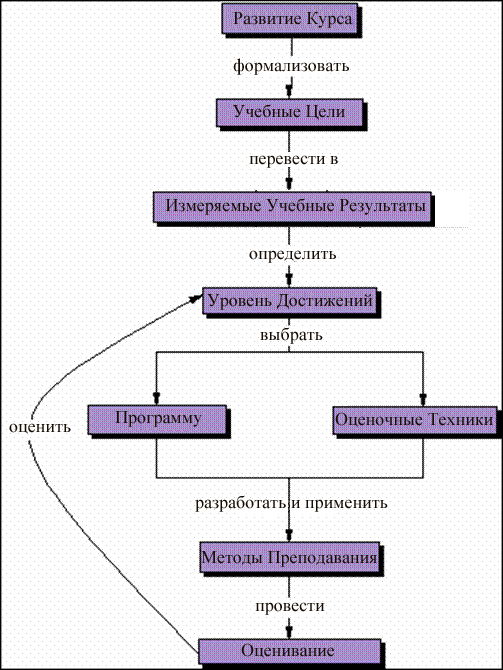 Развитие Курса
формализовать
Учебные Цели
перевести в
Измеряемые Учебные Результаты
определить
Уровень Достижений
выбрать
Программу
Оценочные Техники
оценить
разработать и применить
Методы Преподавания
провести
Оценивание